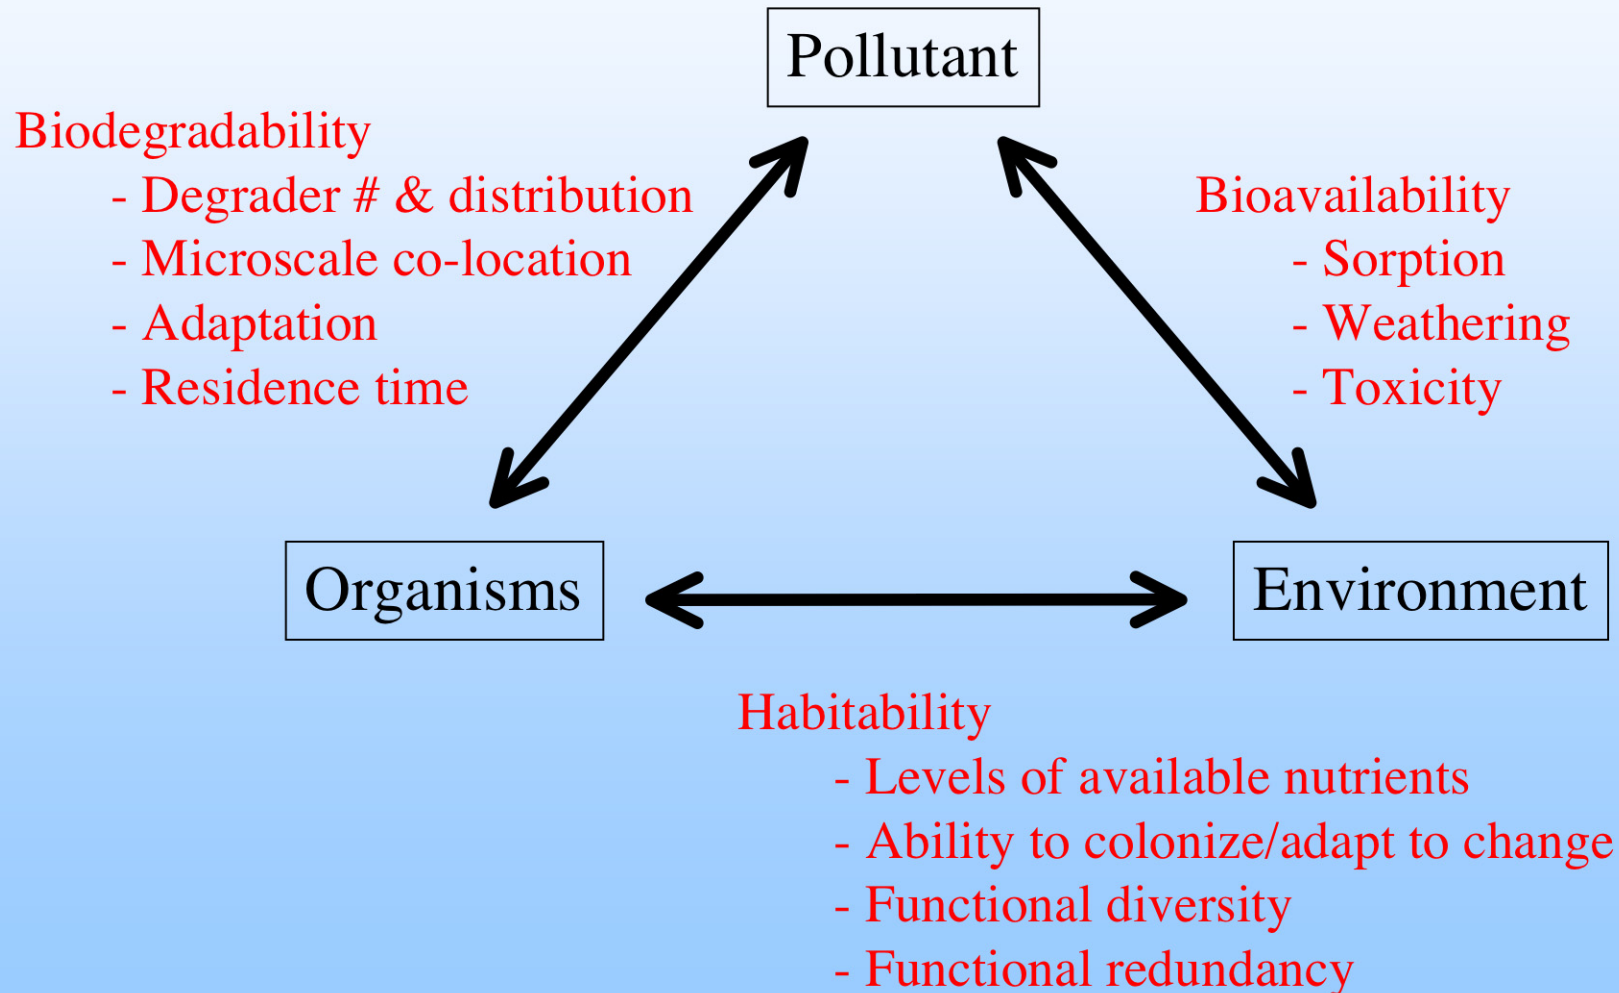 Pollutant
Biodegradability
- Degrader # & distribution
- Microscale co-location
- Adaptation
- Residence time
Bioavailability
- Sorption
- Weathering
- Toxicity
Organisms
Environment
Habitability
- Levels of available nutrients
- Ability to colonize/adapt to change
- Functional diversity
- Functional redundancy